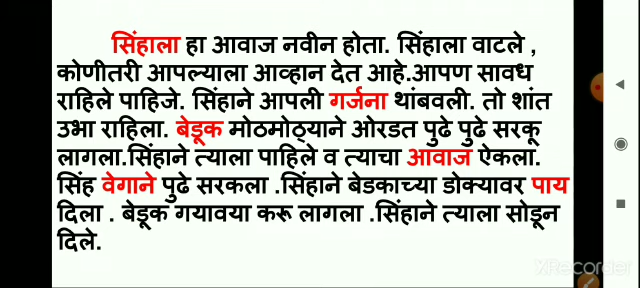 सिंहाला हा आवाज नवीन होता. सिंहाला वाटले ,
कोणीतरी आपल्याला आव्हान देत आहे.आपण सावध
राहिले पाहिजे. सिंहाने आपली गर्जना थांबवली. तो शांत
उभा राहिला. बेडूक मोठमोठ्याने ओरडत पुढे पुढे सरकू
लागला.सिंहाने त्याला पाहिले व त्याचा आवाज ऐकला.
सिंह वेगाने पुढे सरकला .सिंहाने बेडकाच्या डोक्यावर पाय
दिला . बेडूक गयावया करू लागला .सिंहाने त्याला सोडून
दिले.
XRecorder